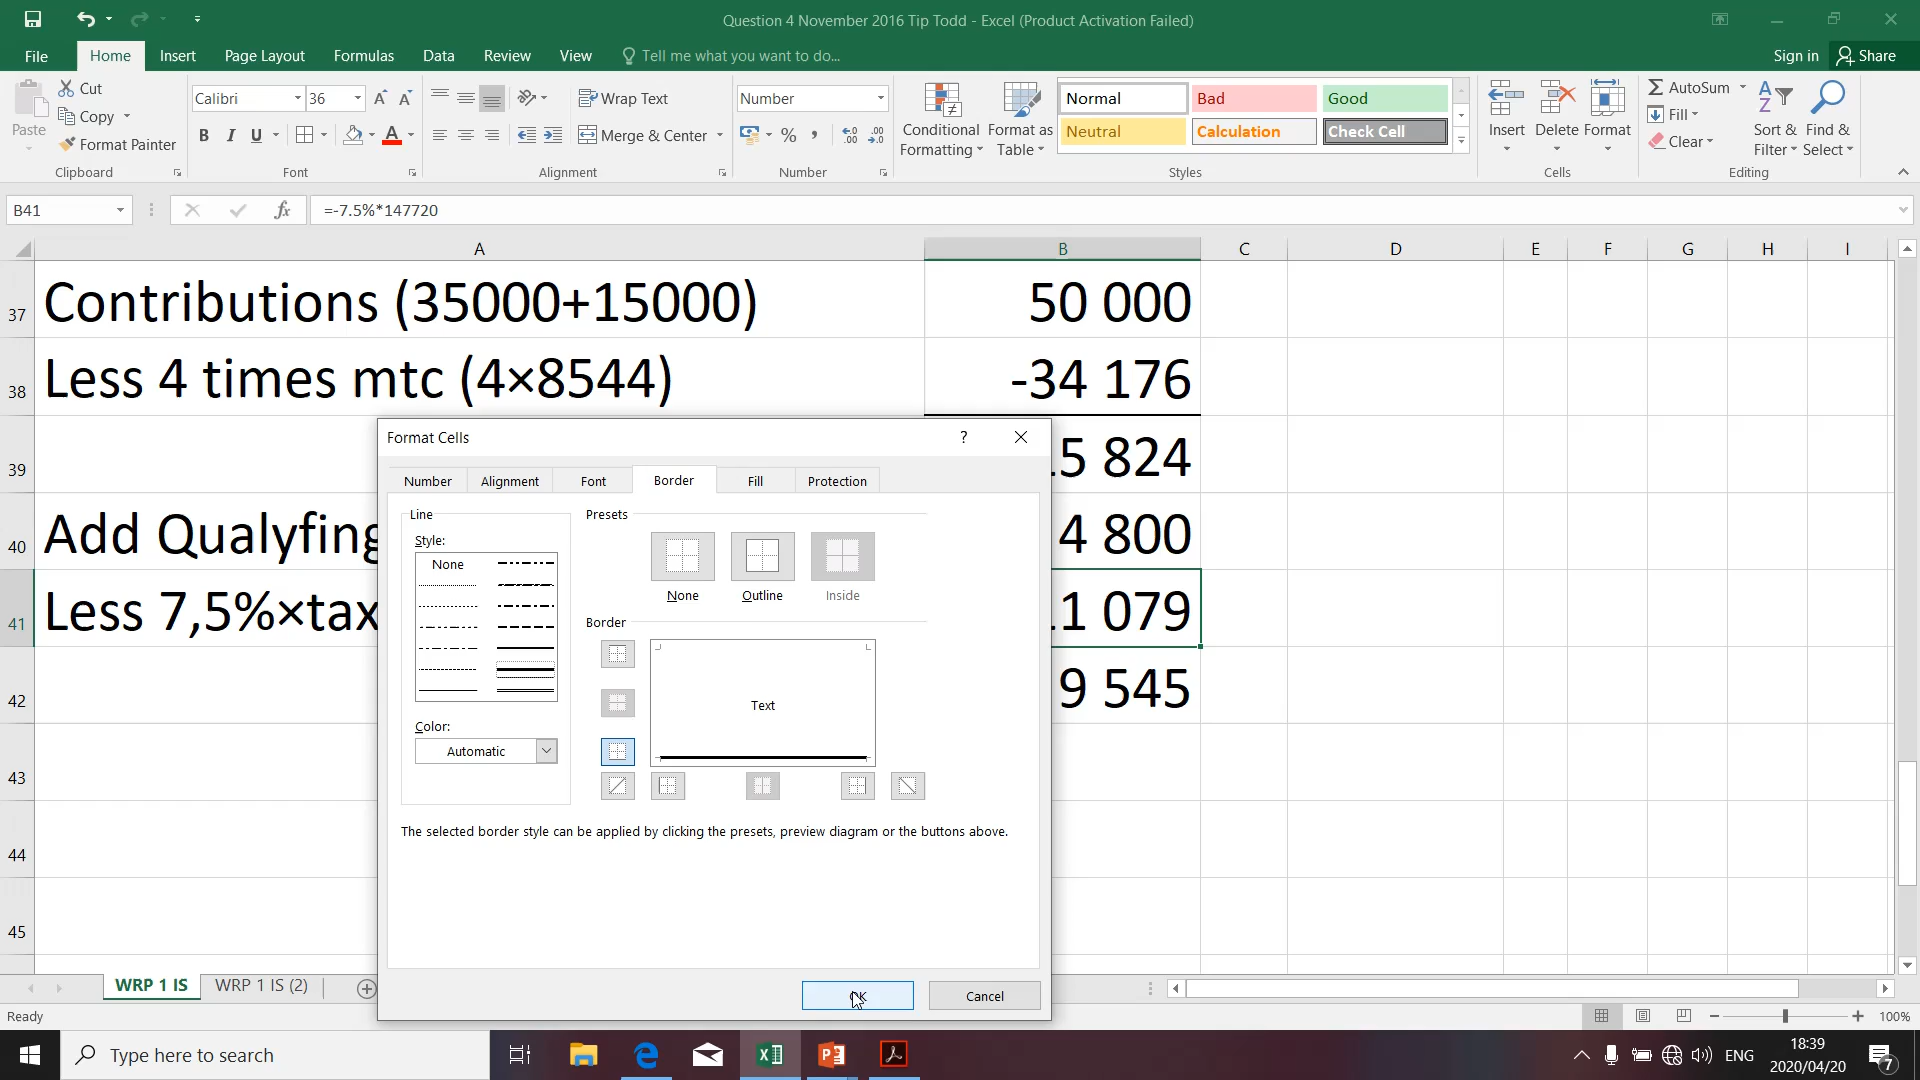 Question 4 November 2016 Tip Todd - Excel (Product Activation Failed)
File Home Insert Page Layout Formulas Data Review View Tell me what you want to do... Sign in Share
Paste
Cut
Copy
Format Painter
Clipboard
Calibri 36
B I U A
Font
Wrap Text
Merge & Center
Alignment
Number
% ,
Number
Conditional Formatting
Format as Table
Normal Bad Good
Neutral Calculation Check Cell
Styles
Insert Delete Format
Cells
AutoSum
Fill
Clear
Sort & Filter
Find & Select
Editing
B41 fx =-7.5%*147720
A B C D E F G H I
37 Contributions (35000+15000) 50 000
38 Less 4 times mtc (4×8544) -34 176
39 5 824
40 Add Qualyfing 4 800
41 Less 7,5%×tax 1 079
42 9 545
43
44
45
Format Cells ?
Number Alignment Font Border Fill Protection
Line
Style:
None
Color:
Automatic
Presets
None Outline Inside
Border
Text
The selected border style can be applied by clicking the presets, preview diagram or the buttons above.
OK Cancel
WRP 1 IS WRP 1 IS (2)
Ready 100%
Type here to search
ENG
18:39
2020/04/20
7